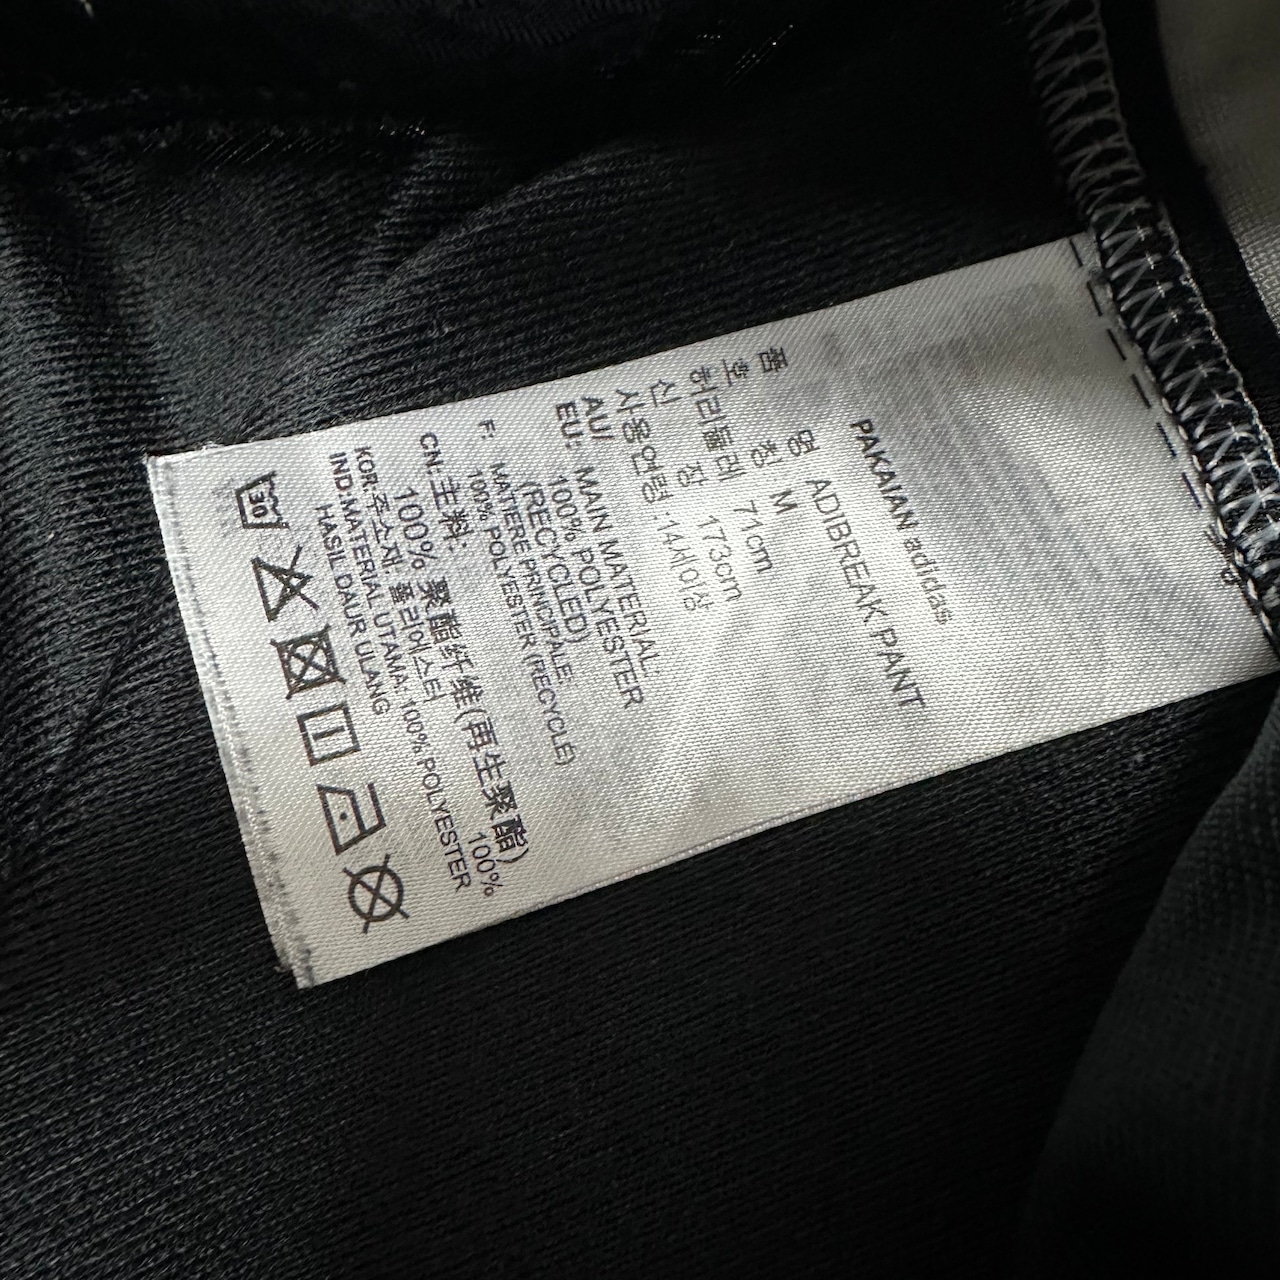 PAKAIAN adidas
품 명 ADIBREAK PANT
호 칭 M
허리둘레 71cm
신 장 173cm
사용연령 :14세이상
AU/ MAIN MATERIAL:
EU: 100% POLYESTER
(RECYCLED)
F: MATIERE PRINCIPALE:
100% POLYESTER (RECYCLÉ)
CN:主料:
100% 聚酯纤维(再生聚酯)
KOR:주소재 폴리에스터 100%
IND:MATERIAL UTAMA: 100% POLYESTER
HASIL DAUR ULANG
30